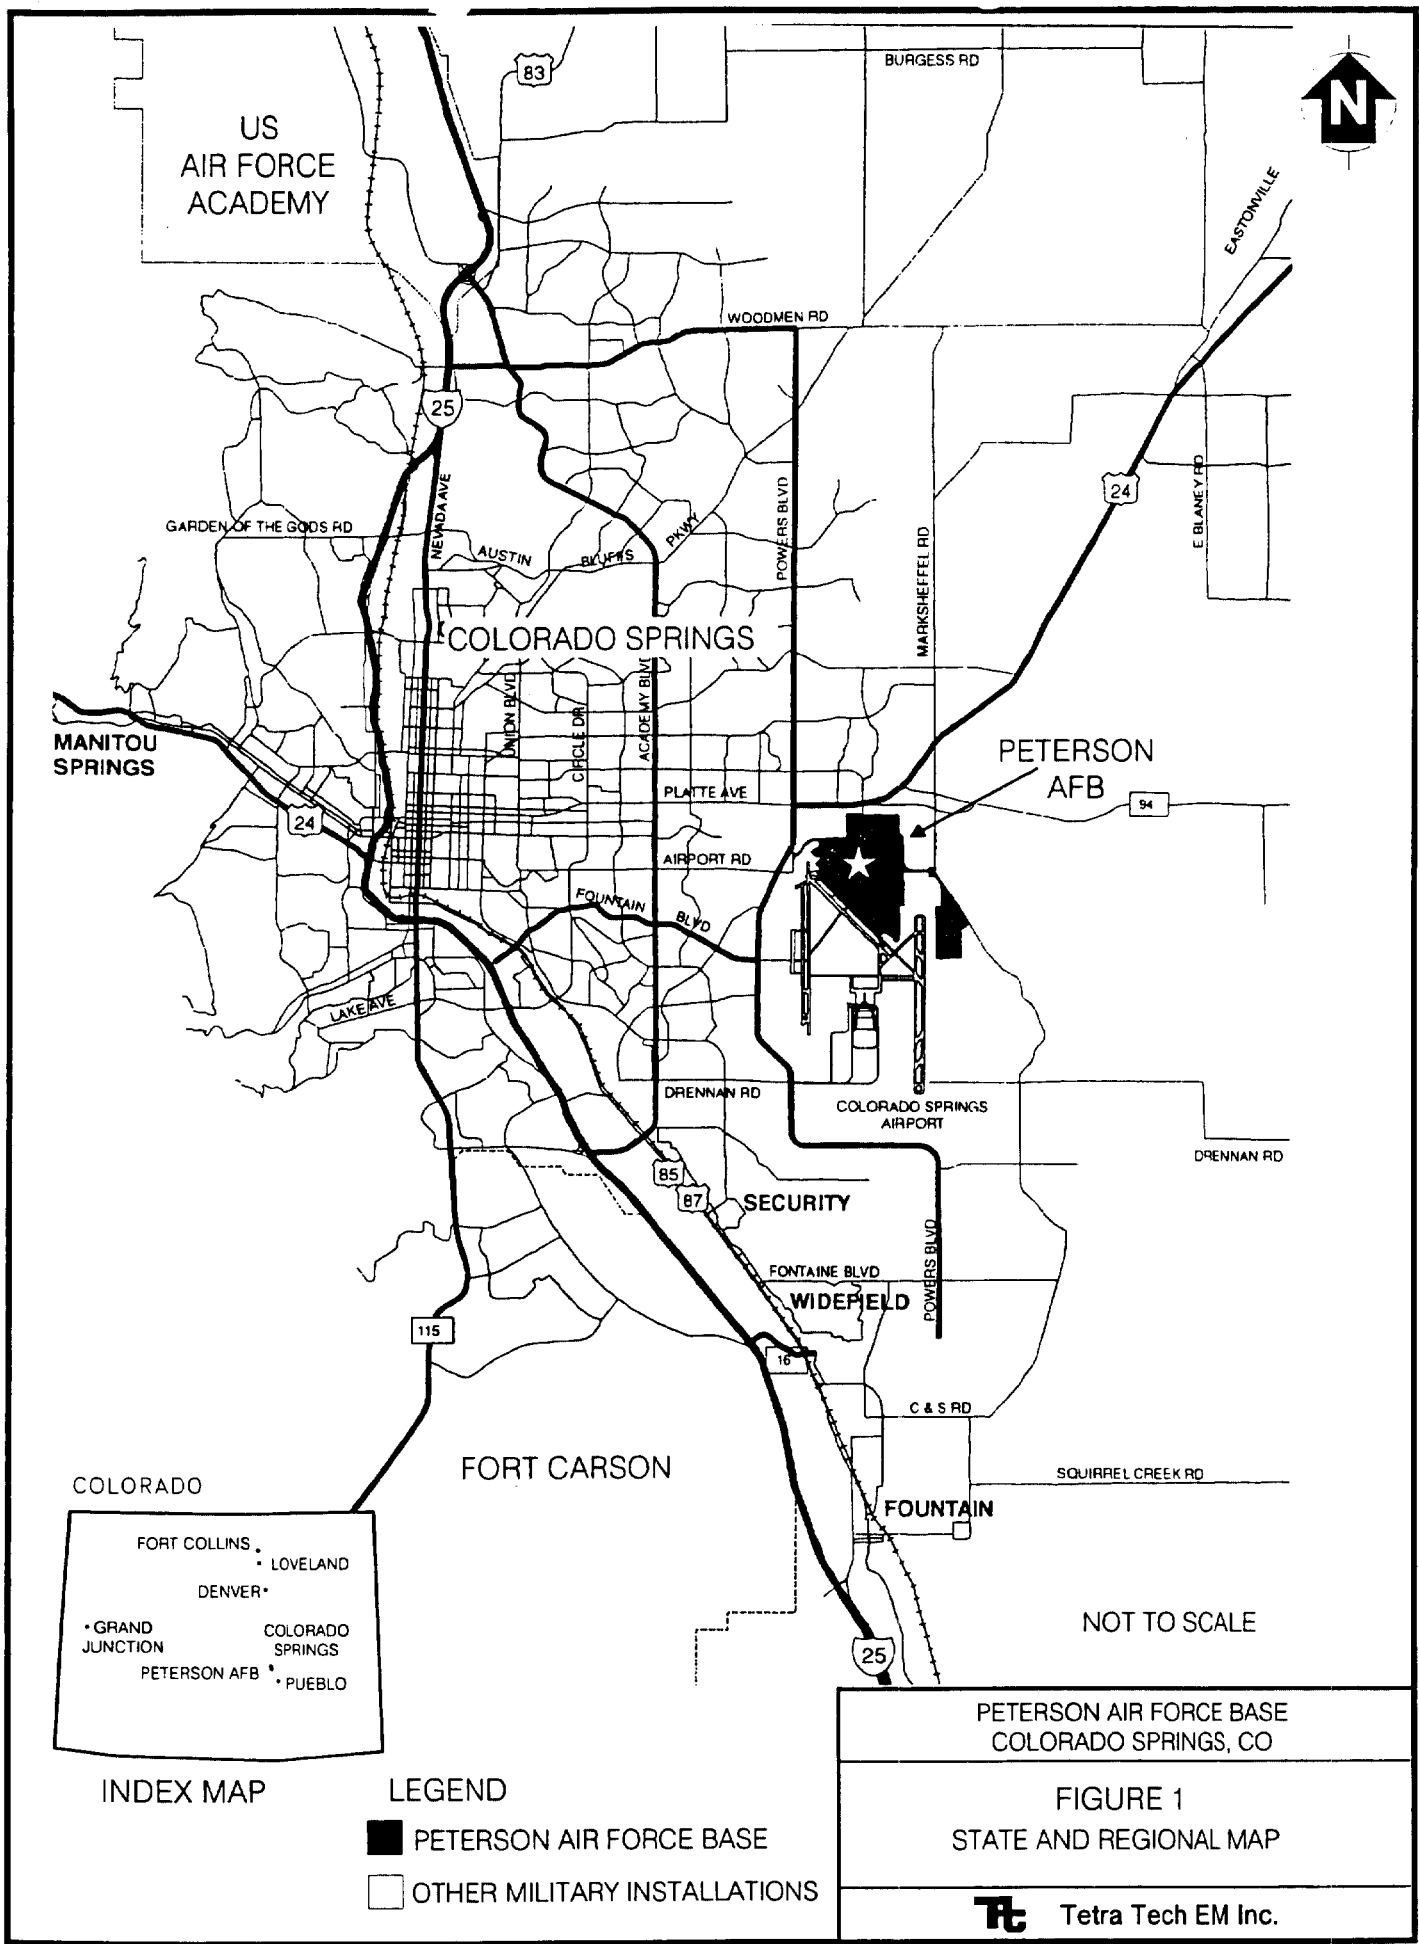 83
BURGESS RD
N
US
AIR FORCE
ACADEMY
EASTONVILLE
WOODMEN RD
25
24
NEVADA AVE
POWERS BLVD
E BLANEY RD
GARDEN OF THE GODS RD
AUSTIN
BLUFFS
PKWY
MARKSHEFFEL RD
COLORADO SPRINGS
UNION BLVD
CIRCLE DR
ACADEMY BLVD
MANITOU
SPRINGS
PETERSON
AFB
PLATTE AVE
94
24
AIRPORT RD
FOUNTAIN
BLVD
LAKE AVE
DRENNAN RD
COLORADO SPRINGS
AIRPORT
DRENNAN RD
85
87
SECURITY
POWERS BLVD
FONTAINE BLVD
WIDEFIELD
115
16
C & S RD
FORT CARSON
SQUIRREL CREEK RD
FOUNTAIN
COLORADO
FORT COLLINS
LOVELAND
DENVER
GRAND
JUNCTION
COLORADO
SPRINGS
PETERSON AFB
PUEBLO
NOT TO SCALE
25
INDEX MAP
LEGEND
PETERSON AIR FORCE BASE
OTHER MILITARY INSTALLATIONS
PETERSON AIR FORCE BASE
COLORADO SPRINGS, CO
FIGURE 1
STATE AND REGIONAL MAP
Tetra Tech EM Inc.